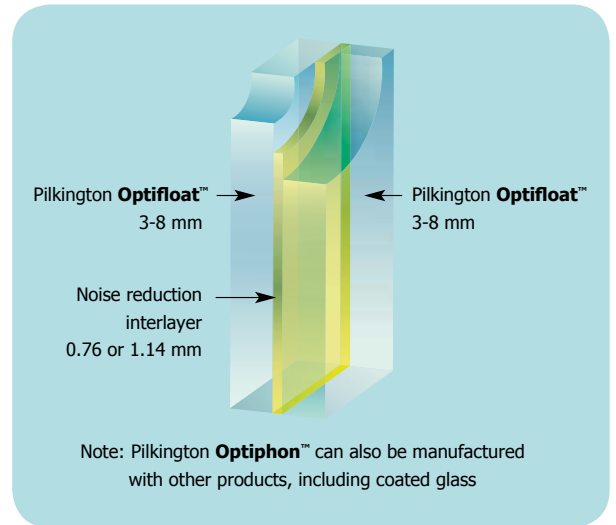 Pilkington Optifloat™
3-8 mm
Pilkington Optifloat™
3-8 mm
Noise reduction
interlayer
0.76 or 1.14 mm
Note: Pilkington Optiphon™ can also be manufactured
with other products, including coated glass